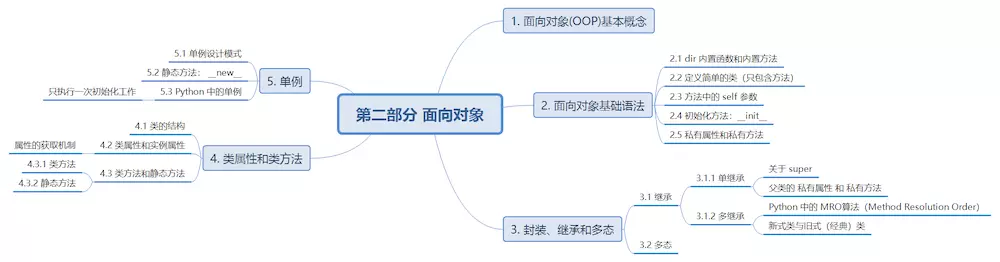 第二部分 面向对象
1. 面向对象(OOP)基本概念
2. 面向对象基础语法
2.1 dir 内置函数和内置方法
2.2 定义简单的类（只包含方法）
2.3 方法中的 self 参数
2.4 初始化方法：__init__
2.5 私有属性和私有方法
3. 封装、继承和多态
3.1 继承
3.1.1 单继承
关于 super
父类的 私有属性 和 私有方法
3.1.2 多继承
Python 中的 MRO算法（Method Resolution Order）
新式类与旧式（经典）类
3.2 多态
4. 类属性和类方法
4.1 类的结构
4.2 类属性和实例属性
属性的获取机制
4.3 类方法和静态方法
4.3.1 类方法
4.3.2 静态方法
5. 单例
5.1 单例设计模式
5.2 静态方法： __new__
5.3 Python 中的单例
只执行一次初始化工作